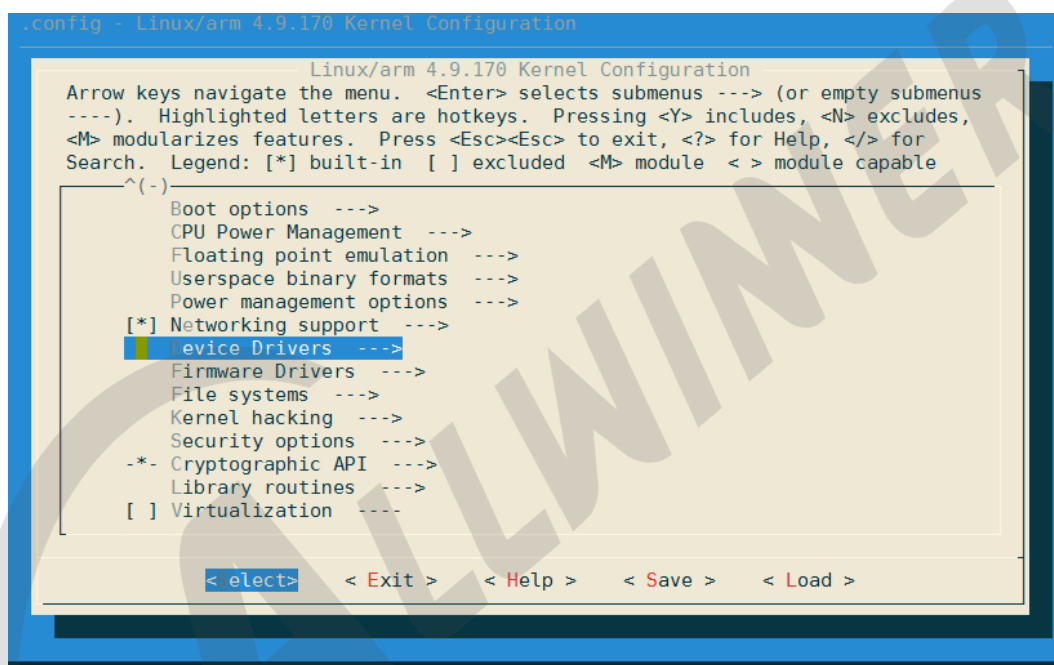 .config - Linux/arm 4.9.170 Kernel Configuration
Linux/arm 4.9.170 Kernel Configuration
Arrow keys navigate the menu.  <Enter> selects submenus ---> (or empty submenus
----).  Highlighted letters are hotkeys.  Pressing <Y> includes, <N> excludes,
<M> modularizes features.  Press <Esc><Esc> to exit, <?> for Help, </> for
Search.  Legend: [*] built-in  [ ] excluded  <M> module  < > module capable
^(-)
Boot options  --->
CPU Power Management  --->
Floating point emulation  --->
Userspace binary formats  --->
Power management options  --->
[*] Networking support  --->
Device Drivers  --->
Firmware Drivers  --->
File systems  --->
Kernel hacking  --->
Security options  --->
-*- Cryptographic API  --->
Library routines  --->
[ ] Virtualization  ----
< elect>    < Exit >    < Help >    < Save >    < Load >
ALLWINNER